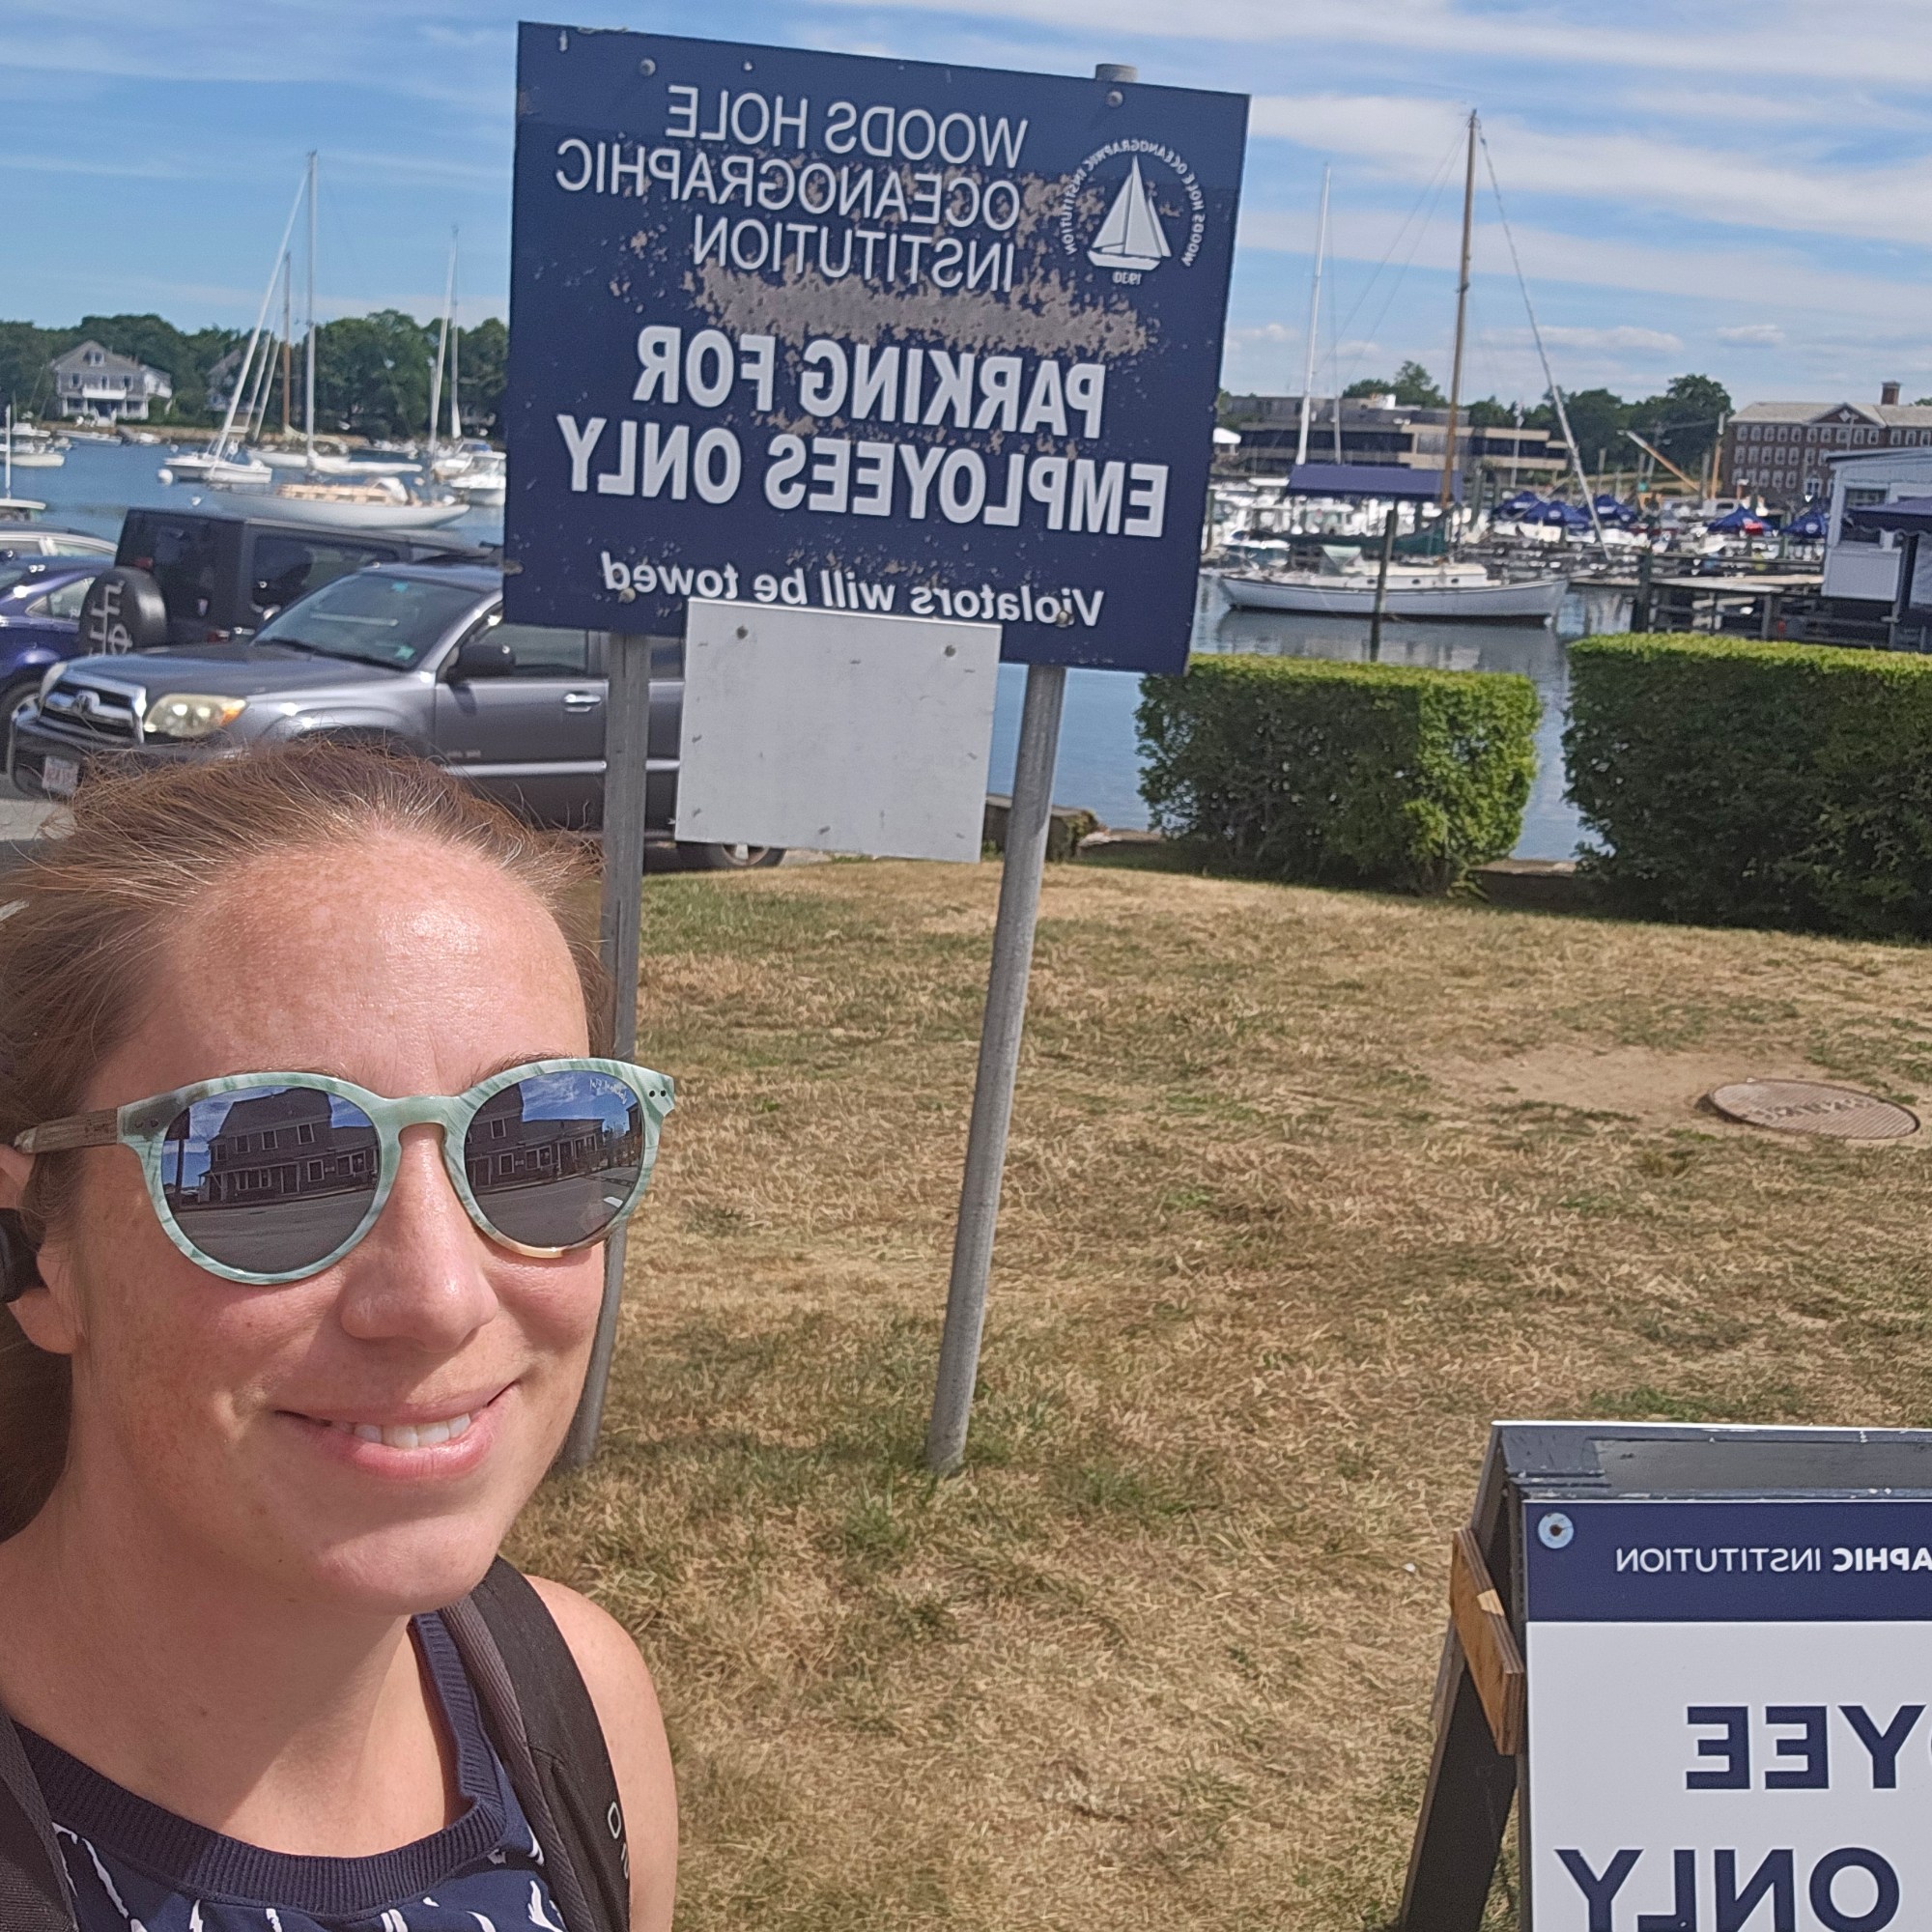 WOODS HOLE
OCEANOGRAPHIC
INSTITUTION
WOODS HOLE OCEANOGRAPHIC INSTITUTION
1930
PARKING FOR
EMPLOYEES ONLY
Violators will be towed
APHIC INSTITUTION
YEE
ONLY